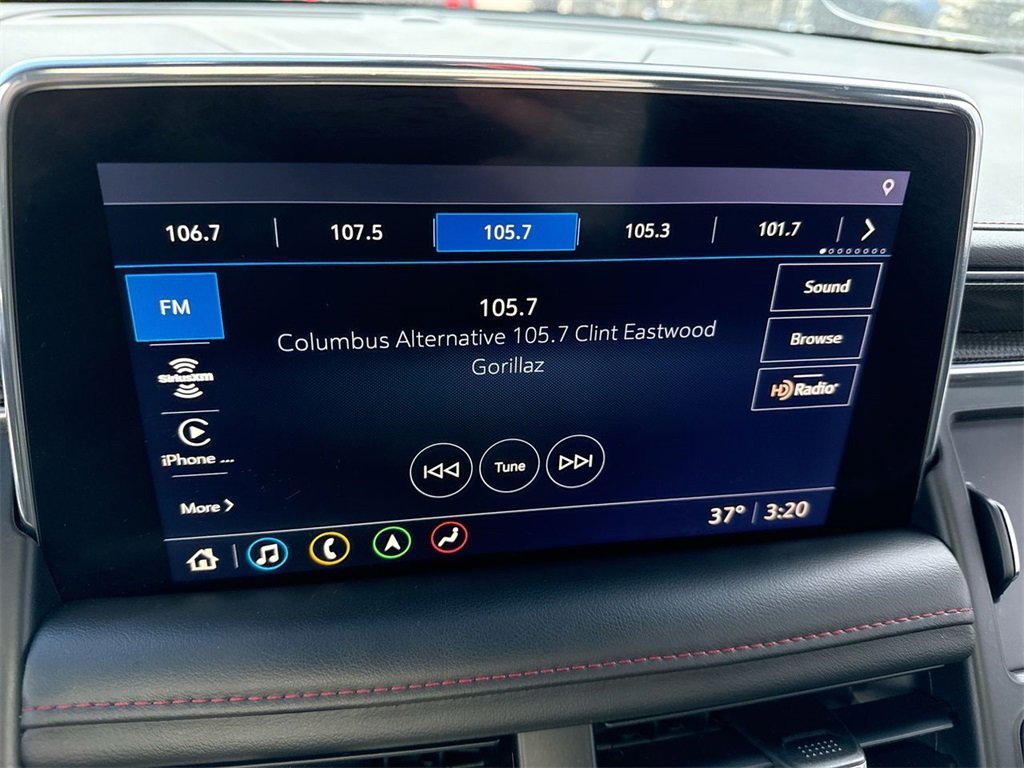 106.7 107.5 105.7 105.3 101.7
FM
SiriusXM
iPhone ...
More
105.7
Columbus Alternative 105.7 Clint Eastwood
Gorillaz
Tune
Sound
Browse
HD Radio
37° 3:20